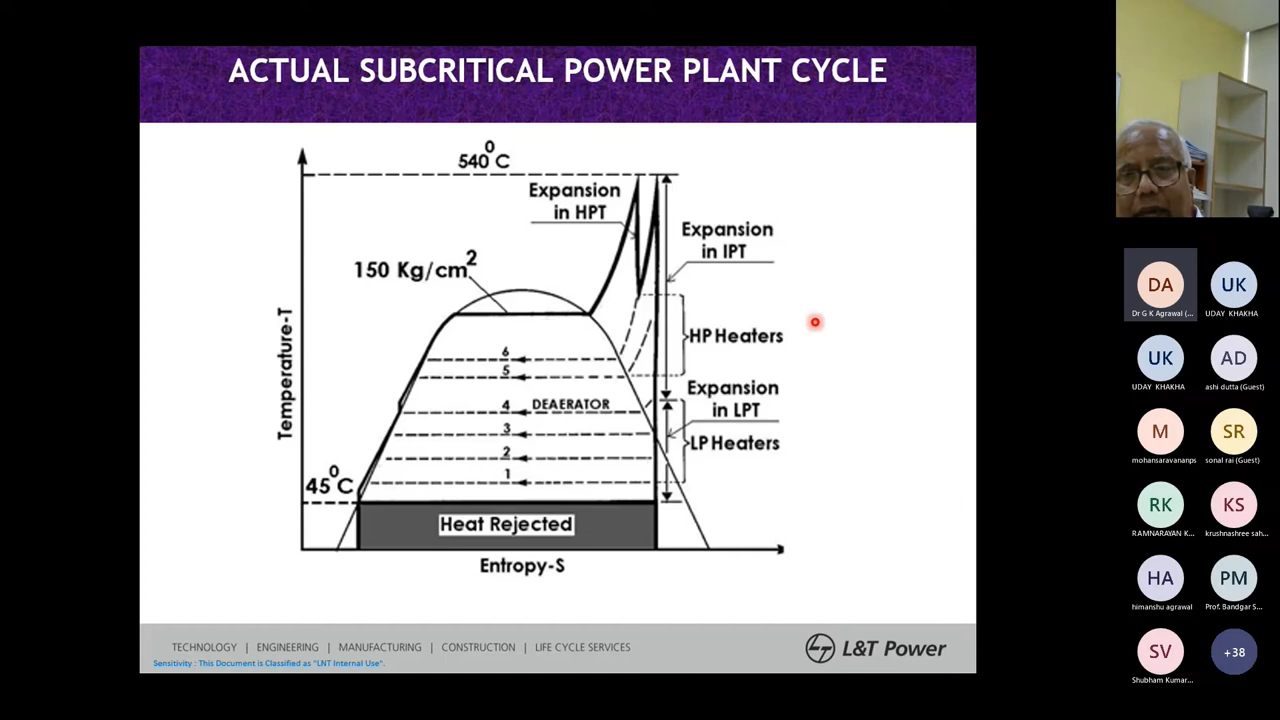 ACTUAL SUBCRITICAL POWER PLANT CYCLE
540⁰C
Expansion
in HPT
Expansion
in IPT
150 Kg/cm²
HP Heaters
6
5
4 DEAERATOR
3
2
1
Expansion
in LPT
LP Heaters
Temperature-T
45⁰C
Heat Rejected
Entropy-S
TECHNOLOGY | ENGINEERING | MANUFACTURING | CONSTRUCTION | LIFE CYCLE SERVICES
Sensitivity : This Document is Classified as "LNT Internal Use".
L&T Power
DA
Dr G K Agrawal (...
UK
UDAY KHAKHA
UK
UDAY KHAKHA
AD
ashi dutta (Guest)
M
mohansaravananps
SR
sonal rai (Guest)
RK
RAMNARAYAN K...
KS
krushnashree sah...
HA
himanshu agrawal
PM
Prof. Bandgar S...
SV
Shubham Kumar...
+38